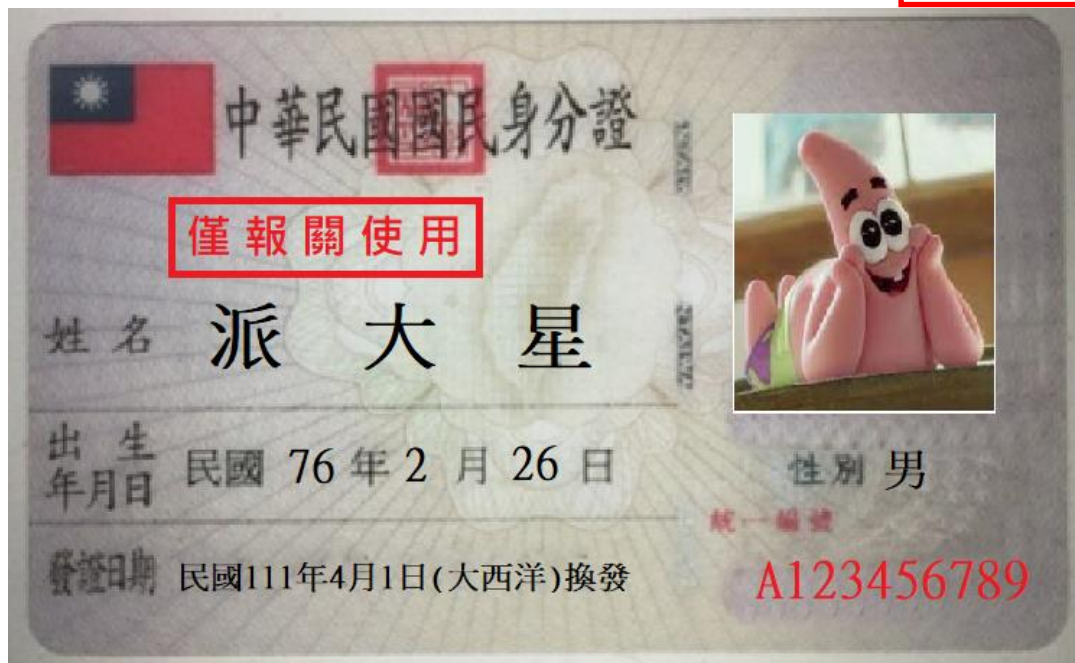 中華民國國民身分證
僅報關使用
姓名 派大星
出生年月日 民國 76 年 2 月 26 日
性別 男
統一編號
A123456789
發證日期 民國111年4月1日(大西洋)換發